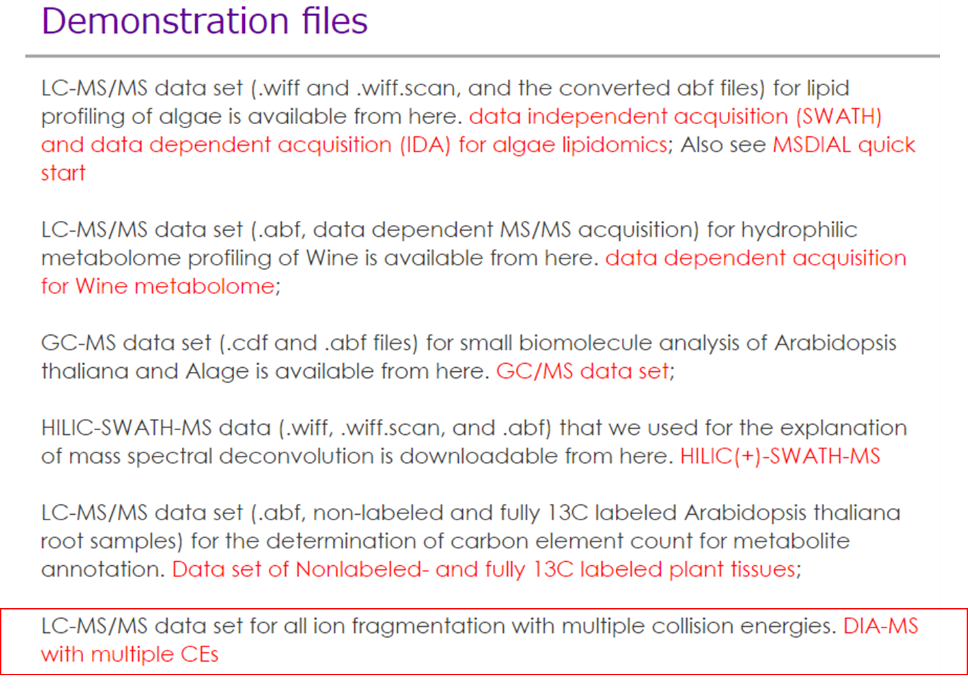 Demonstration files
LC-MS/MS data set (.wiff and .wiff.scan, and the converted abf files) for lipid
profiling of algae is available from here. data independent acquisition (SWATH)
and data dependent acquisition (IDA) for algae lipidomics; Also see MSDIAL quick
start
LC-MS/MS data set (.abf, data dependent MS/MS acquisition) for hydrophilic
metabolome profiling of Wine is available from here. data dependent acquisition
for Wine metabolome;
GC-MS data set (.cdf and .abf files) for small biomolecule analysis of Arabidopsis
thaliana and Alage is available from here. GC/MS data set;
HILIC-SWATH-MS data (.wiff, .wiff.scan, and .abf) that we used for the explanation
of mass spectral deconvolution is downloadable from here. HILIC(+)-SWATH-MS
LC-MS/MS data set (.abf, non-labeled and fully 13C labeled Arabidopsis thaliana
root samples) for the determination of carbon element count for metabolite
annotation. Data set of Nonlabeled- and fully 13C labeled plant tissues;
LC-MS/MS data set for all ion fragmentation with multiple collision energies. DIA-MS
with multiple CEs